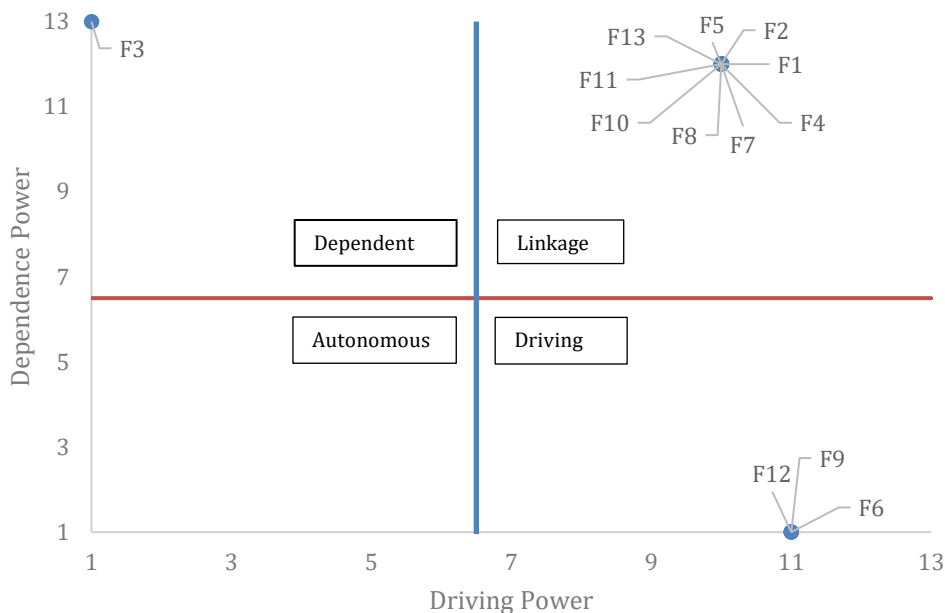 13
F3
F5
F2
F13
F1
F11
F10
F4
F8
F7
11
9
Dependence Power
Dependent
Linkage
7
Autonomous
Driving
5
3
F9
F12
F6
1
1
3
5
7
9
11
13
Driving Power